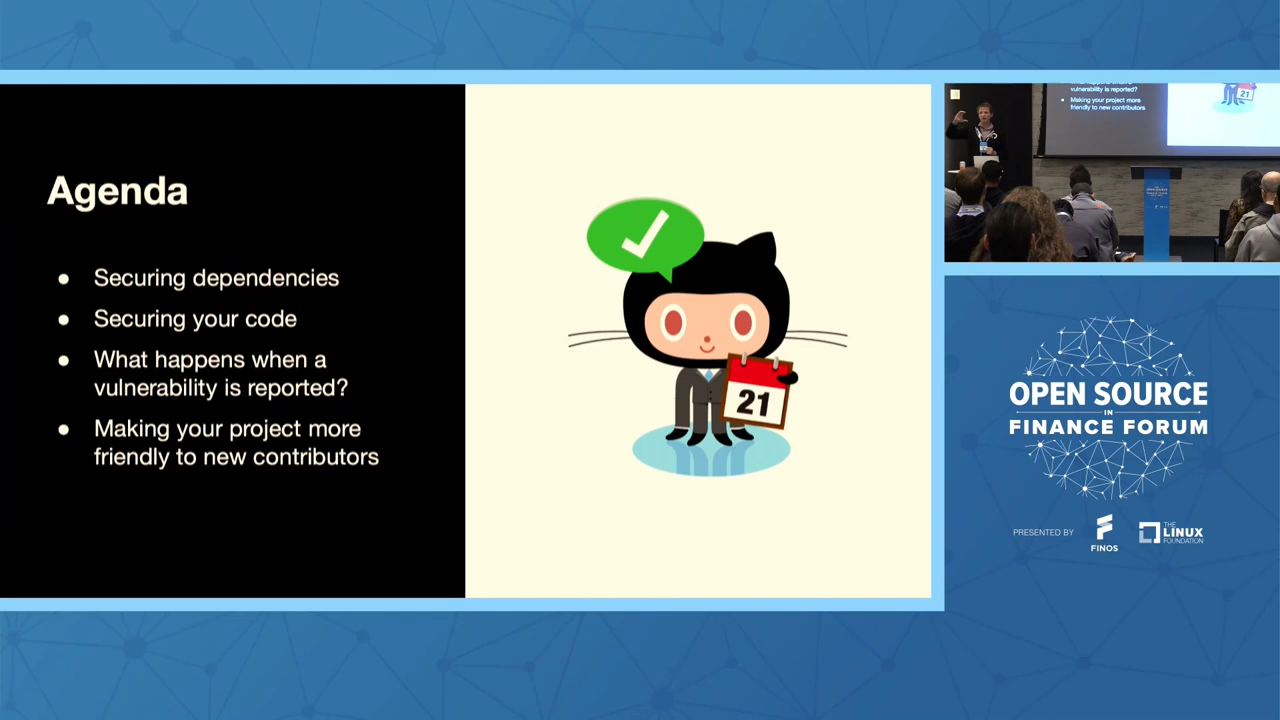 Agenda
● Securing dependencies
● Securing your code
● What happens when a
vulnerability is reported?
● Making your project more
friendly to new contributors
21
vulnerability is reported?
• Making your project more
friendly to new contributors
21
OPEN SOURCE
IN
FINANCE FORUM
PRESENTED BY
FINOS
THE
LINUX
FOUNDATION